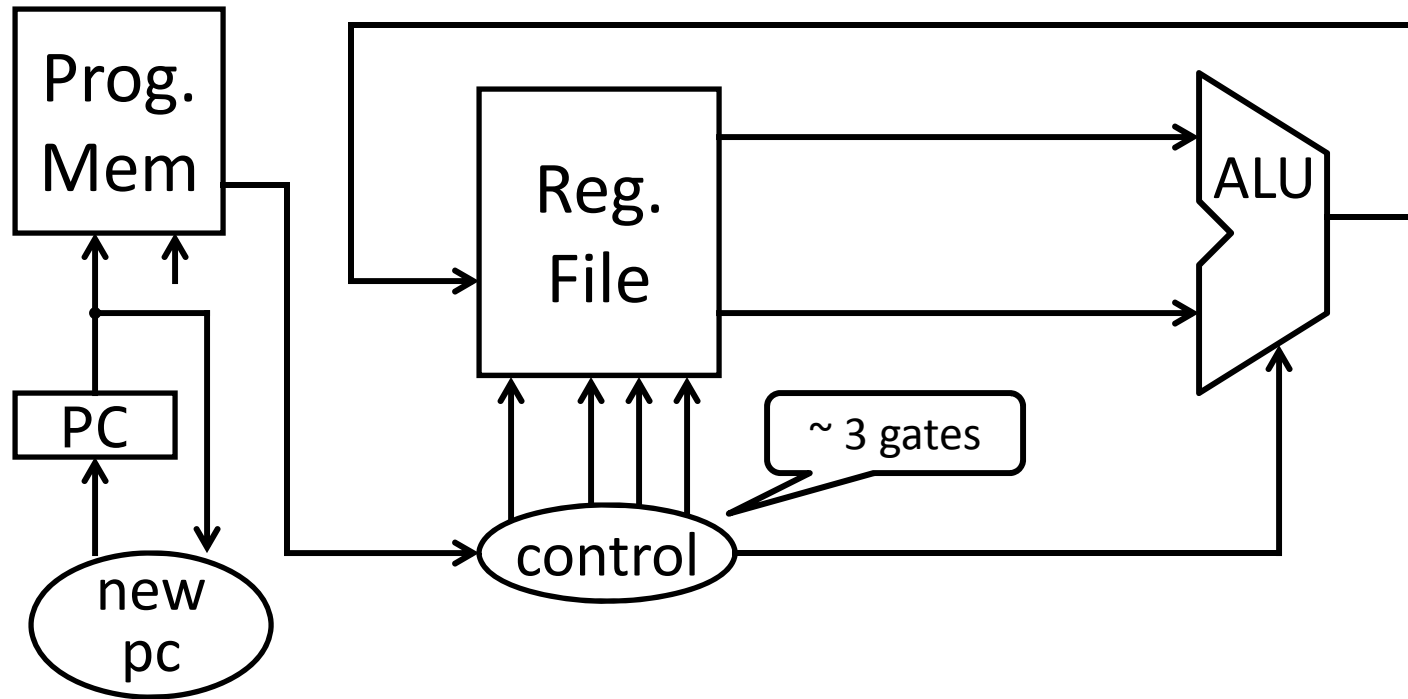 Prog.
Mem
Reg.
File
ALU
PC
~ 3 gates
control
new
pc